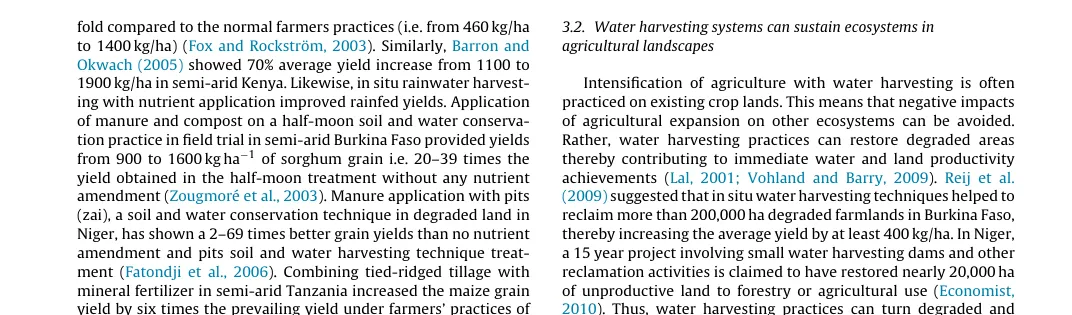 fold compared to the normal farmers practices (i.e. from 460 kg/ha
to 1400 kg/ha) (Fox and Rockström, 2003). Similarly, Barron and
Okwach (2005) showed 70% average yield increase from 1100 to
1900 kg/ha in semi-arid Kenya. Likewise, in situ rainwater harvest-
ing with nutrient application improved rainfed yields. Application
of manure and compost on a half-moon soil and water conserva-
tion practice in field trial in semi-arid Burkina Faso provided yields
from 900 to 1600 kg ha−1 of sorghum grain i.e. 20–39 times the
yield obtained in the half-moon treatment without any nutrient
amendment (Zougmoré et al., 2003). Manure application with pits
(zai), a soil and water conservation technique in degraded land in
Niger, has shown a 2–69 times better grain yields than no nutrient
amendment and pits soil and water harvesting technique treat-
ment (Fatondji et al., 2006). Combining tied-ridged tillage with
mineral fertilizer in semi-arid Tanzania increased the maize grain
yield by six times the prevailing yield under farmers' practices of
3.2. Water harvesting systems can sustain ecosystems in
agricultural landscapes
Intensification of agriculture with water harvesting is often
practiced on existing crop lands. This means that negative impacts
of agricultural expansion on other ecosystems can be avoided.
Rather, water harvesting practices can restore degraded areas
thereby contributing to immediate water and land productivity
achievements (Lal, 2001; Vohland and Barry, 2009). Reij et al.
(2009) suggested that in situ water harvesting techniques helped to
reclaim more than 200,000 ha degraded farmlands in Burkina Faso,
thereby increasing the average yield by at least 400 kg/ha. In Niger,
a 15 year project involving small water harvesting dams and other
reclamation activities is claimed to have restored nearly 20,000 ha
of unproductive land to forestry or agricultural use (Economist,
2010). Thus, water harvesting practices can turn degraded and